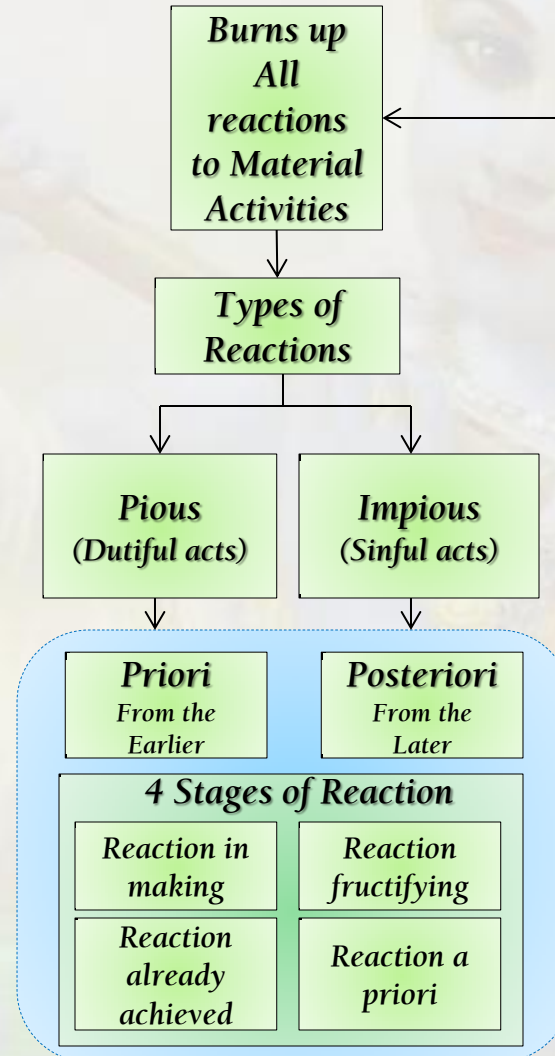 Burns up
All
reactions
to Material
Activities
Types of
Reactions
Pious
(Dutiful acts)
Impious
(Sinful acts)
Priori
From the
Earlier
Posteriori
From the
Later
4 Stages of Reaction
Reaction in
making
Reaction
fructifying
Reaction
already
achieved
Reaction a
priori